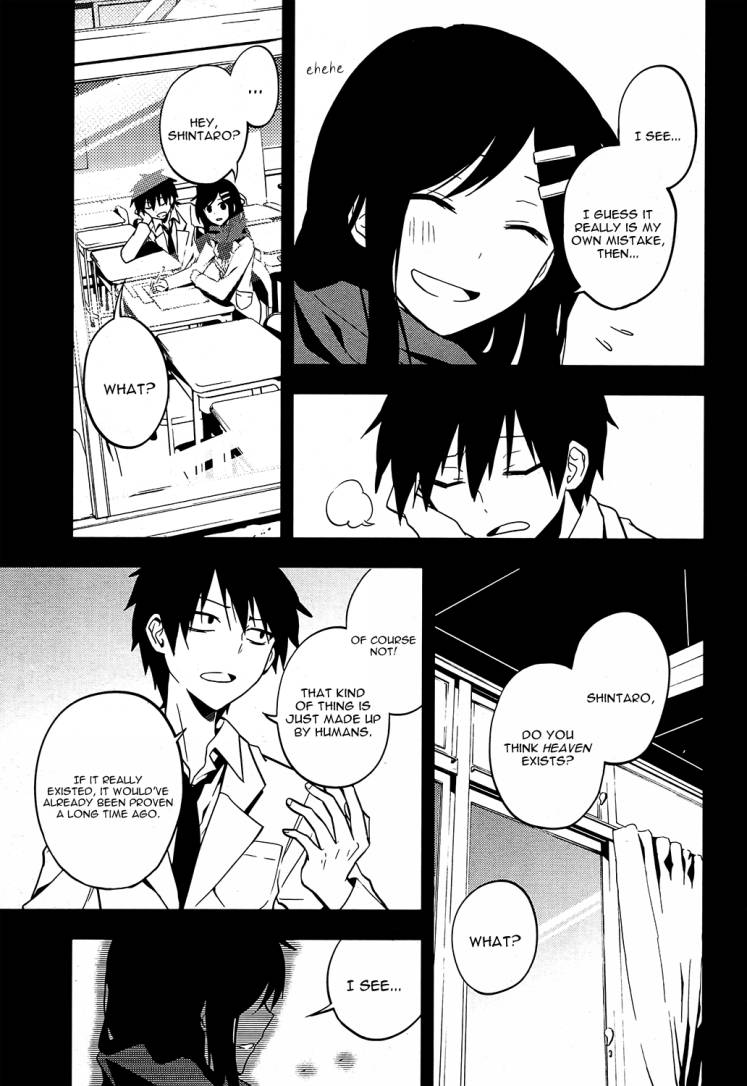 I SEE...
I GUESS IT
REALLY IS MY
OWN MISTAKE,
THEN...
ehehe
...
HEY,
SHINTARO?
WHAT?
SHINTARO,
DO YOU
THINK HEAVEN
EXISTS?
WHAT?
OF COURSE
NOT!
THAT KIND
OF THING IS
JUST MADE UP
BY HUMANS.
IF IT REALLY
EXISTED, IT WOULD'VE
ALREADY BEEN PROVEN
A LONG TIME AGO.
I SEE...